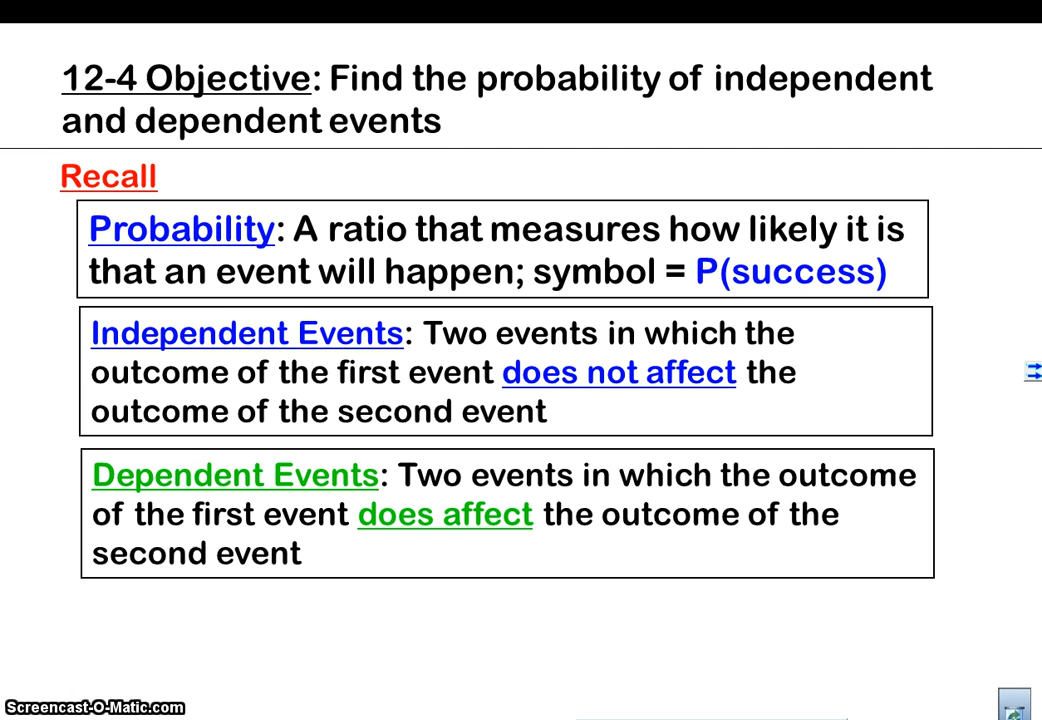 12-4 Objective: Find the probability of independent
and dependent events
Recall
Probability: A ratio that measures how likely it is
that an event will happen; symbol = P(success)
Independent Events: Two events in which the
outcome of the first event does not affect the
outcome of the second event
Dependent Events: Two events in which the outcome
of the first event does affect the outcome of the
second event
Screencast-O-Matic.com